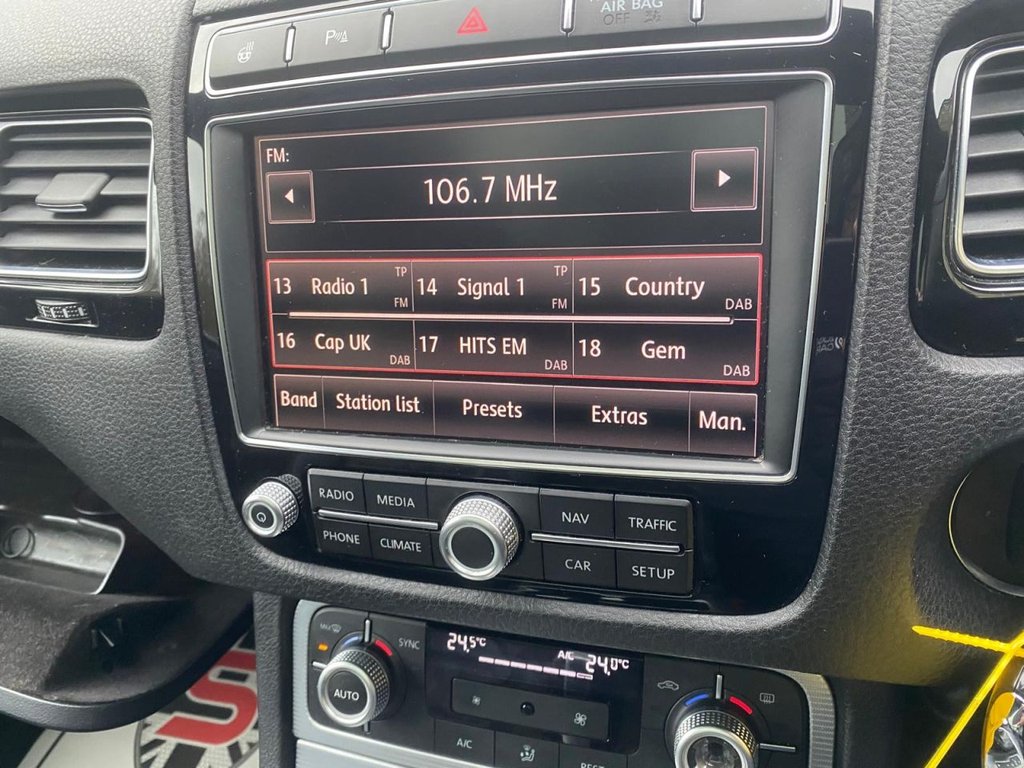 P
AIR BAG
OFF
FM:
106.7 MHz
13 Radio 1 TP FM 14 Signal 1 TP FM 15 Country DAB
16 Cap UK DAB 17 HITS EM DAB 18 Gem DAB
Band Station list Presets Extras Man.
RADIO MEDIA NAV TRAFFIC
PHONE CLIMATE CAR SETUP
MAX SYNC 24,5°C A/C 24,0°C
AUTO
A/C REST